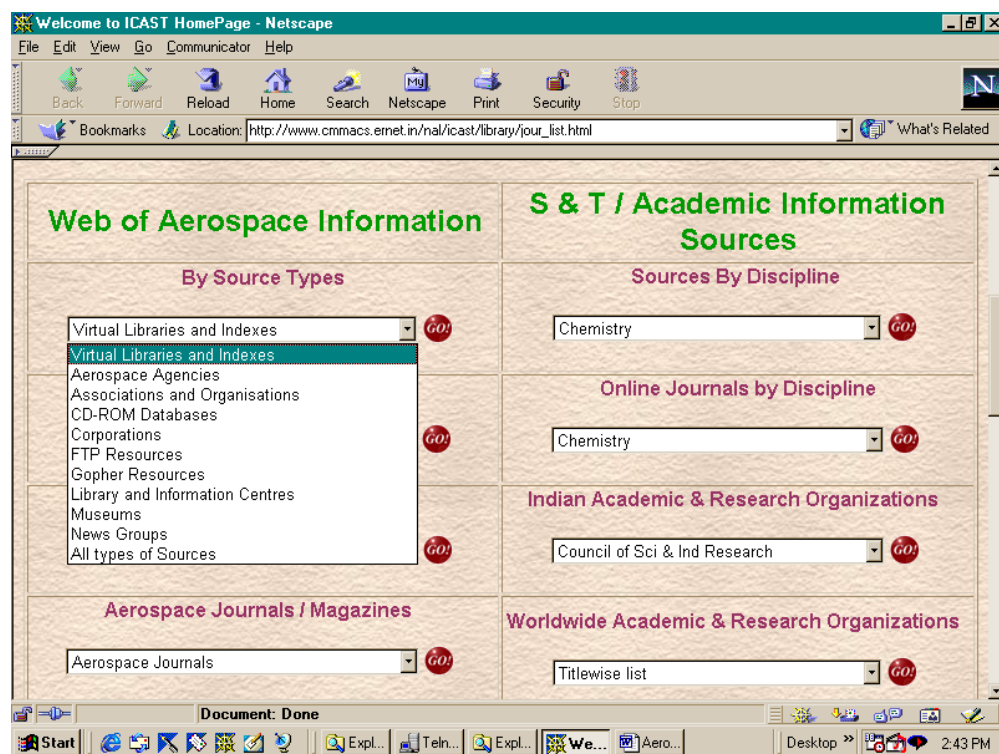 Welcome to ICAST HomePage - Netscape
File Edit View Go Communicator Help
Back Forward Reload Home Search My Netscape Print Security Stop
N
Bookmarks Location: http://www.cmmacs.ernet.in/nal/icast/library/jour_list.html What's Related
Web of Aerospace Information
S & T / Academic Information
Sources
By Source Types
Sources By Discipline
Virtual Libraries and Indexes GO!
Chemistry GO!
Virtual Libraries and Indexes
Aerospace Agencies
Associations and Organisations
CD-ROM Databases
Corporations
FTP Resources
Gopher Resources
Library and Information Centres
Museums
News Groups
All types of Sources
GO!
GO!
Online Journals by Discipline
Chemistry GO!
Indian Academic & Research Organizations
Council of Sci & Ind Research GO!
Aerospace Journals / Magazines
Aerospace Journals GO!
Worldwide Academic & Research Organizations
Titlewise list GO!
Document: Done
Start Expl... Teln... Expl... We... Aero... Desktop » 2:43 PM